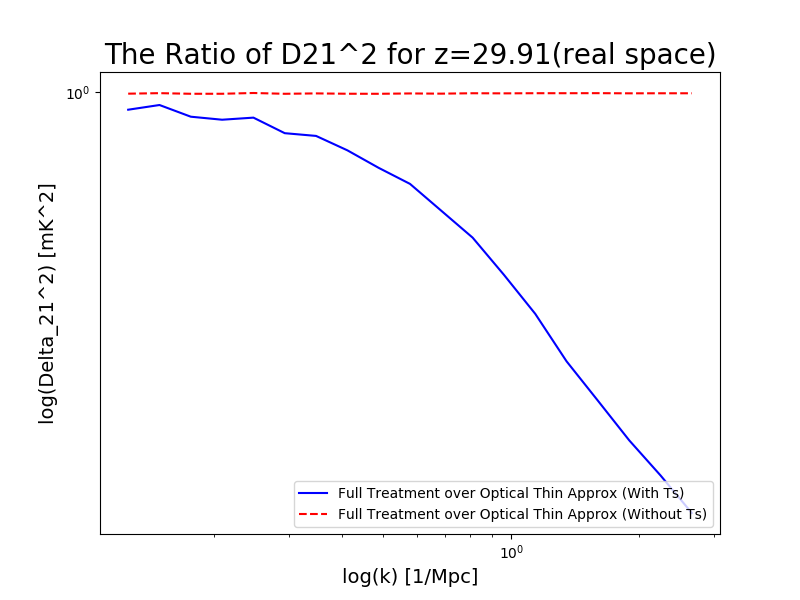 The Ratio of D21^2 for z=29.91(real space)
10⁰
log(Delta_21^2) [mK^2]
Full Treatment over Optical Thin Approx (With Ts)
Full Treatment over Optical Thin Approx (Without Ts)
10⁰
log(k) [1/Mpc]